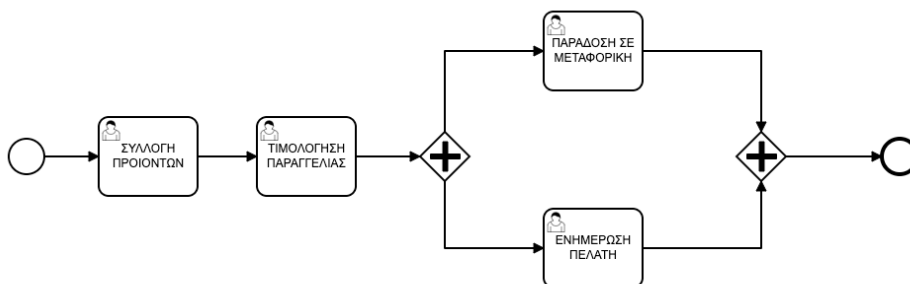 ΣΥΛΛΟΓΗ
ΠΡΟΙΟΝΤΩΝ
ΤΙΜΟΛΟΓΗΣΗ
ΠΑΡΑΓΓΕΛΙΑΣ
ΠΑΡΑΔΟΣΗ ΣΕ
ΜΕΤΑΦΟΡΙΚΗ
ΕΝΗΜΕΡΩΣΗ
ΠΕΛΑΤΗ